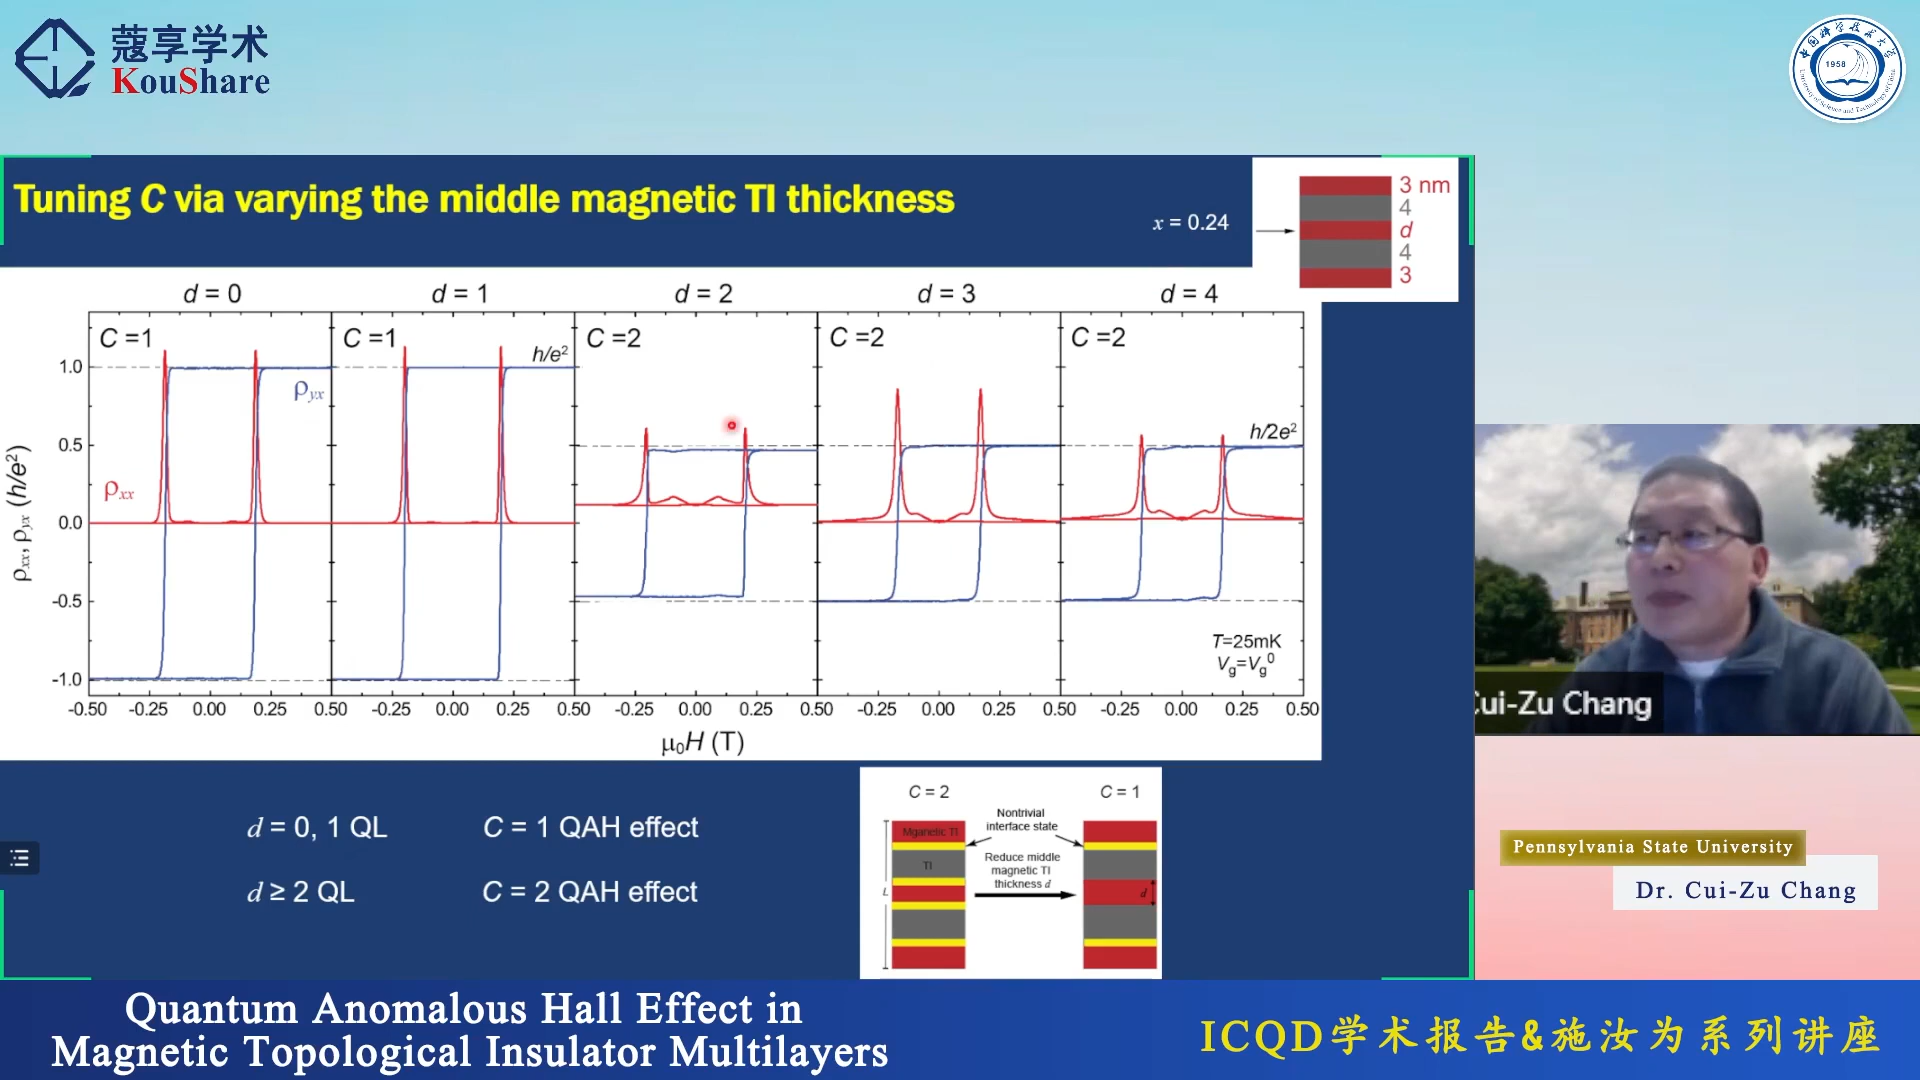 蔻享学术
KouShare
1958
Tuning C via varying the middle magnetic TI thickness
x = 0.24
3 nm
4
d
4
3
d = 0
d = 1
d = 2
d = 3
d = 4
C =1
C =1
C =2
C =2
C =2
h/e²
h/2e²
ρyx
ρxx
ρxx, ρyx (h/e²)
1.0
0.5
0.0
-0.5
-1.0
T=25mK
Vg=Vg⁰
-0.50 -0.25 0.00 0.25 0.50 -0.25 0.00 0.25 0.50 -0.25 0.00 0.25 0.50 -0.25 0.00 0.25 0.50 -0.25 0.00 0.25 0.50
μ₀H (T)
d = 0, 1 QL
C = 1 QAH effect
d ≥ 2 QL
C = 2 QAH effect
C = 2
C = 1
Nontrivial
interface state
Mganetic TI
TI
Reduce middle
magnetic TI
thickness d
L
d
Cui-Zu Chang
Pennsylvania State University
Dr. Cui-Zu Chang
Quantum Anomalous Hall Effect in
Magnetic Topological Insulator Multilayers
ICQD学术报告&施汝为系列讲座